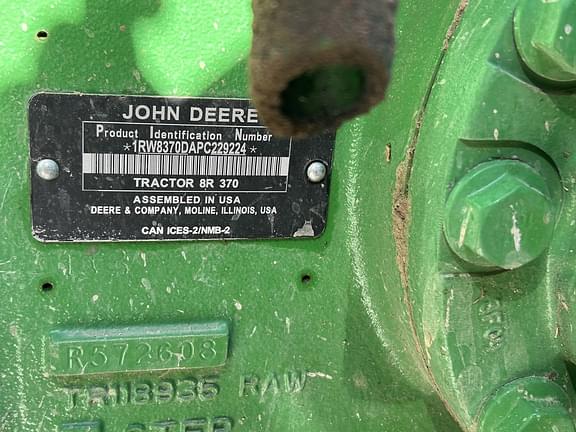 JOHN DEERE
Product Identification Number
*1RW8370DAPC229224*
TRACTOR 8R 370
ASSEMBLED IN USA
DEERE & COMPANY, MOLINE, ILLINOIS, USA
CAN ICES-2/NMB-2
R572608
RAW